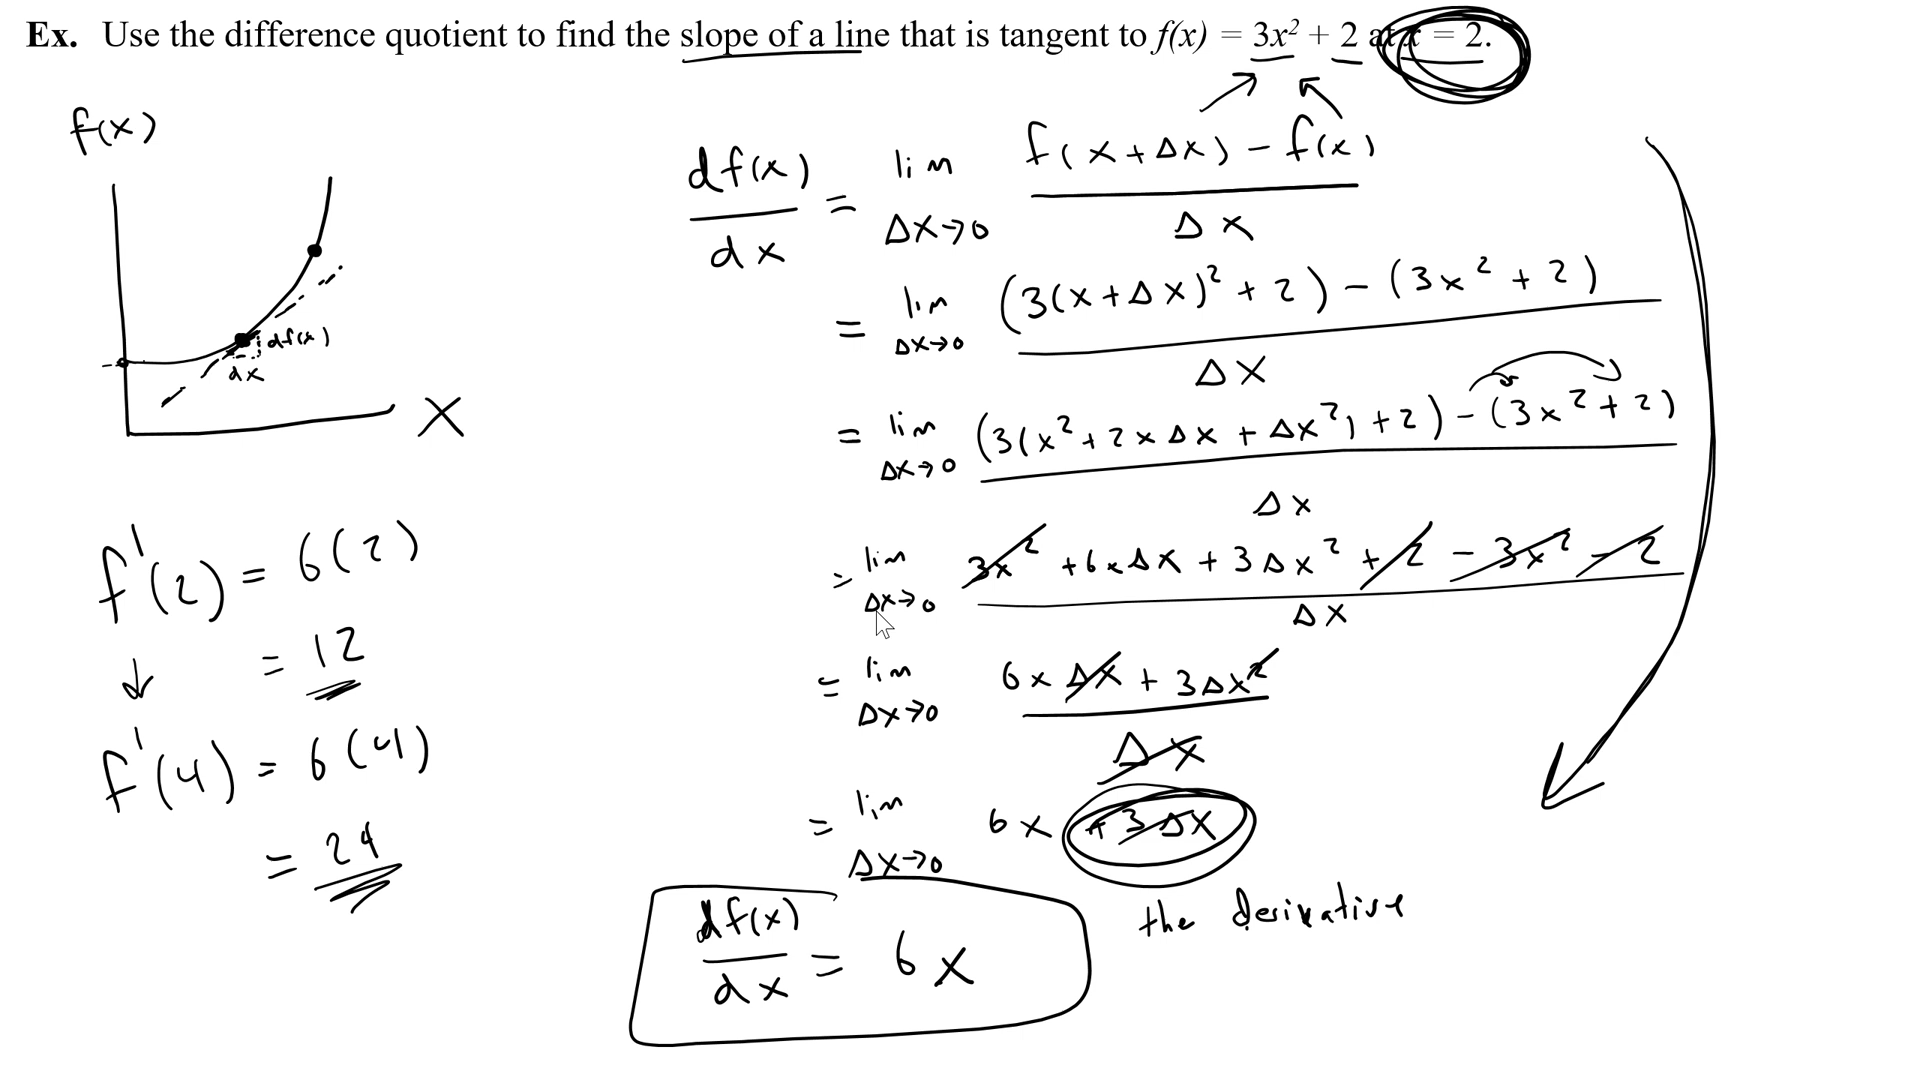 Ex. Use the difference quotient to find the slope of a line that is tangent to f(x) = 3x² + 2 at x = 2.
f(x)
df(x)
dx
X
df(x)/dx = lim Δx→0 (f(x+Δx) − f(x))/Δx
= lim Δx→0 ((3(x+Δx)² + 2) − (3x² + 2))/Δx
= lim Δx→0 ((3(x² + 2xΔx + Δx²) + 2) − (3x² + 2))/Δx
= lim Δx→0 (3x² + 6xΔx + 3Δx² + 2 − 3x² − 2)/Δx
= lim Δx→0 (6xΔx + 3Δx²)/Δx
= lim Δx→0 6x + 3Δx
df(x)/dx = 6x
the derivative
f'(2) = 6(2)
= 12
f'(4) = 6(4)
= 24